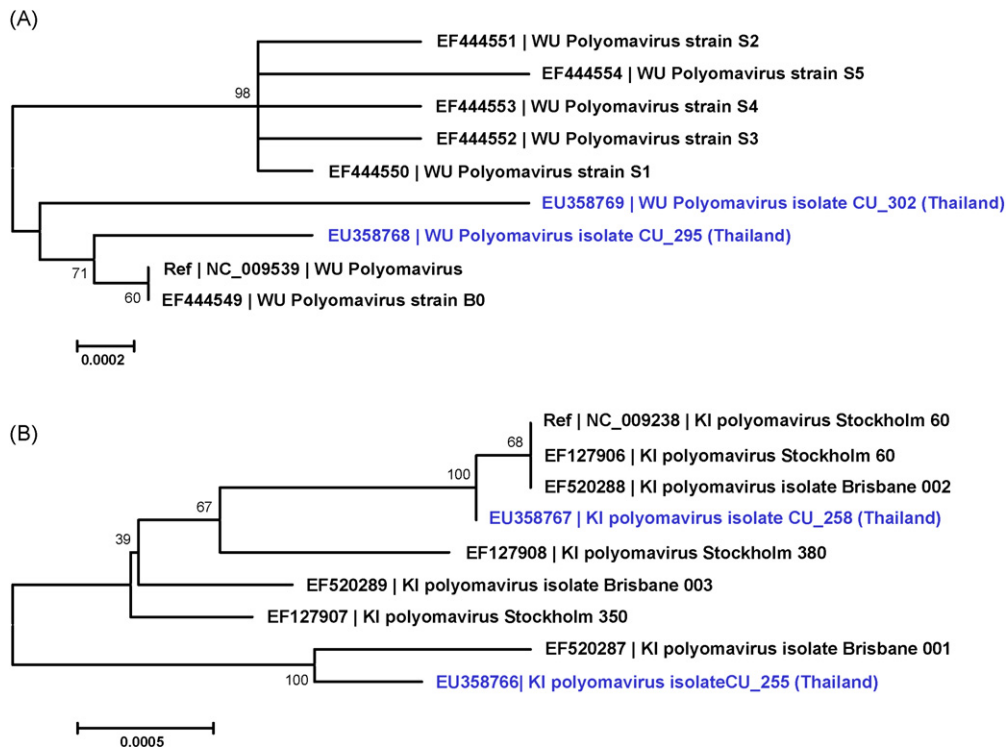 (A)
EF444551 | WU Polyomavirus strain S2
EF444554 | WU Polyomavirus strain S5
98
EF444553 | WU Polyomavirus strain S4
EF444552 | WU Polyomavirus strain S3
EF444550 | WU Polyomavirus strain S1
EU358769 | WU Polyomavirus isolate CU_302 (Thailand)
EU358768 | WU Polyomavirus isolate CU_295 (Thailand)
71
Ref | NC_009539 | WU Polyomavirus
60
EF444549 | WU Polyomavirus strain B0
0.0002
(B)
Ref | NC_009238 | KI polyomavirus Stockholm 60
68
EF127906 | KI polyomavirus Stockholm 60
100
EF520288 | KI polyomavirus isolate Brisbane 002
67
EU358767 | KI polyomavirus isolate CU_258 (Thailand)
39
EF127908 | KI polyomavirus Stockholm 380
EF520289 | KI polyomavirus isolate Brisbane 003
EF127907 | KI polyomavirus Stockholm 350
EF520287 | KI polyomavirus isolate Brisbane 001
100
EU358766| KI polyomavirus isolateCU_255 (Thailand)
0.0005